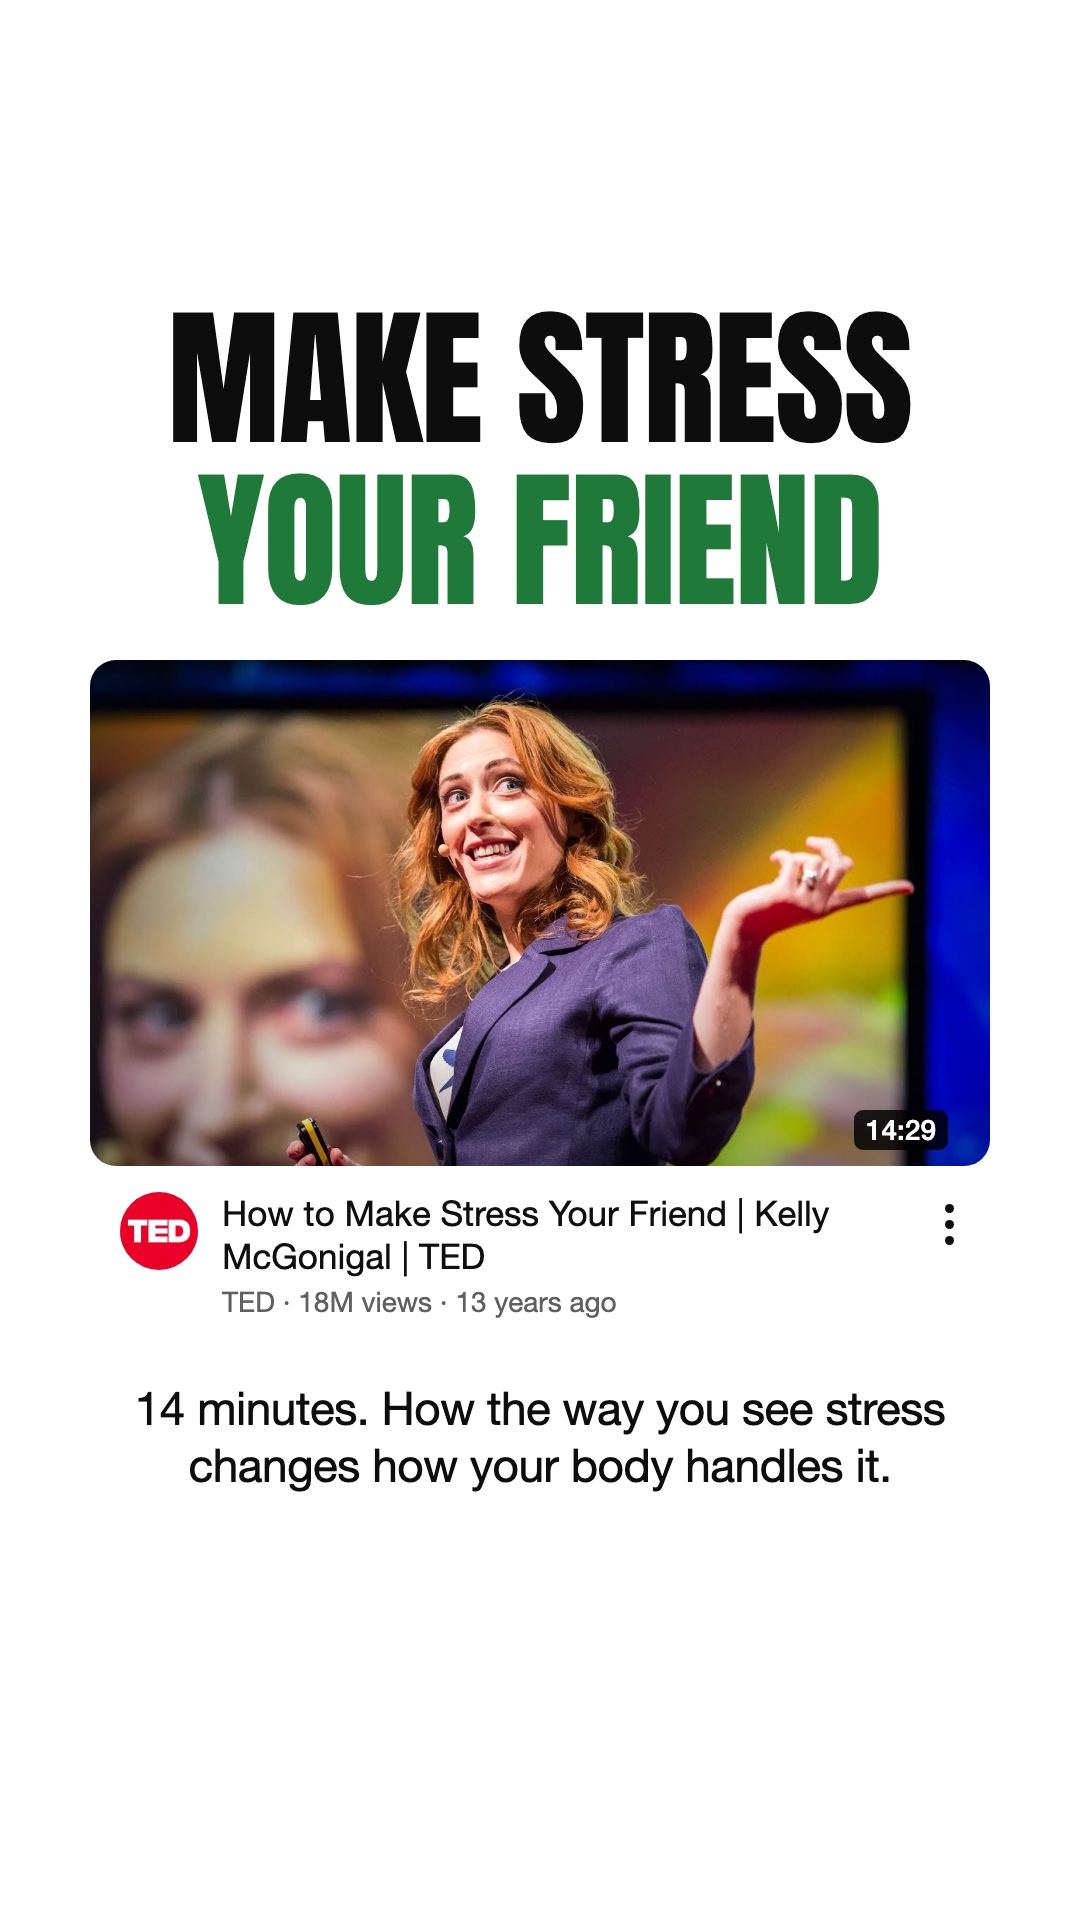 MAKE STRESS
YOUR FRIEND
14:29
TED
How to Make Stress Your Friend | Kelly
McGonigal | TED
TED · 18M views · 13 years ago
14 minutes. How the way you see stress
changes how your body handles it.